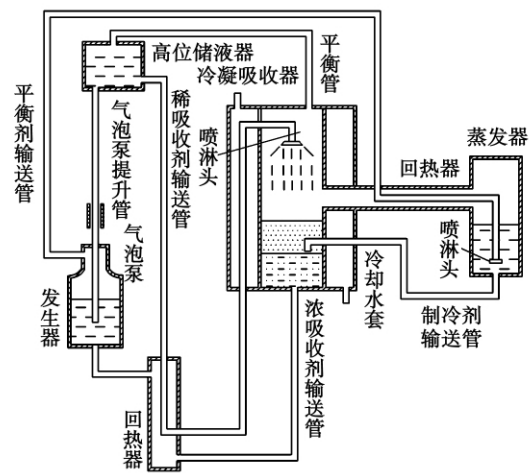 高位储液器
冷凝吸收器
平衡管
平衡剂输送管
气泡泵提升管
稀吸收剂输送管
喷淋头
蒸发器
回热器
气泡泵
喷淋头
发生器
冷却水套
制冷剂
输送管
浓吸收剂输送管
回热器